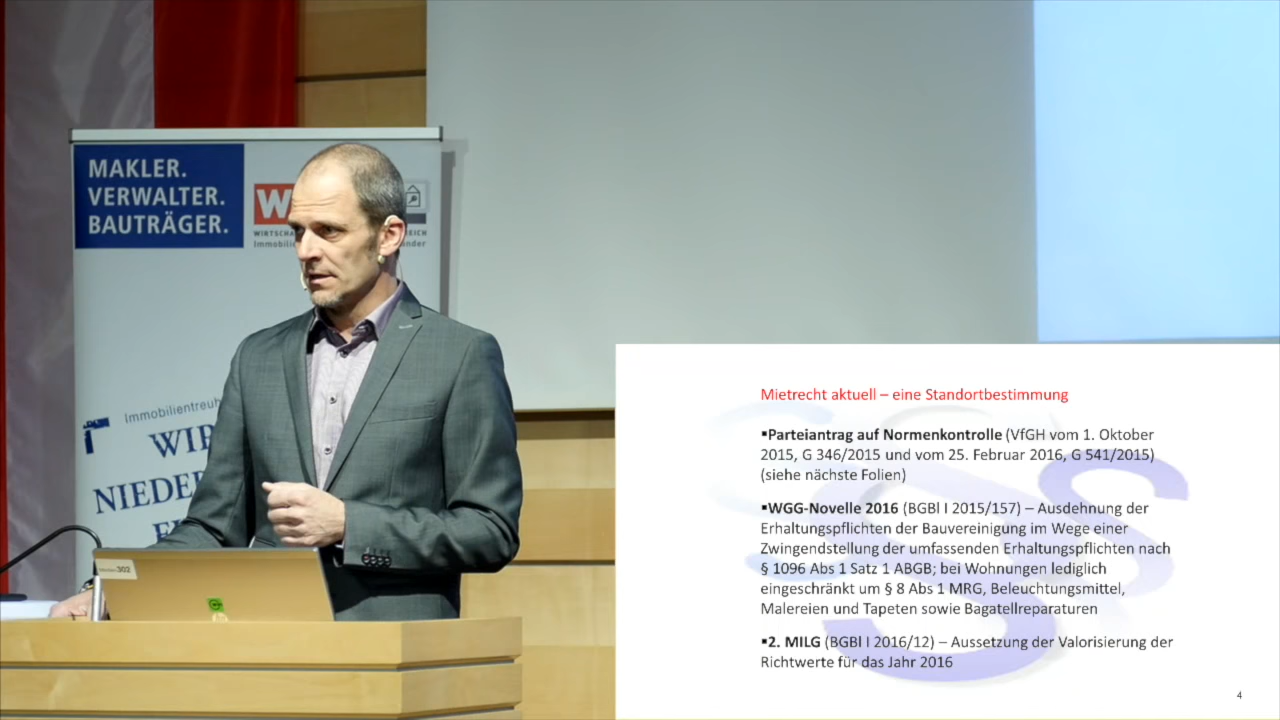 MAKLER.
VERWALTER.
BAUTRÄGER.
W
Immobilientreuh
WIR
NIEDER
302
Mietrecht aktuell – eine Standortbestimmung
▪Parteiantrag auf Normenkontrolle (VfGH vom 1. Oktober
2015, G 346/2015 und vom 25. Februar 2016, G 541/2015)
(siehe nächste Folien)
▪WGG-Novelle 2016 (BGBl I 2015/157) – Ausdehnung der
Erhaltungspflichten der Bauvereinigung im Wege einer
Zwingendstellung der umfassenden Erhaltungspflichten nach
§ 1096 Abs 1 Satz 1 ABGB; bei Wohnungen lediglich
eingeschränkt um § 8 Abs 1 MRG, Beleuchtungsmittel,
Malereien und Tapeten sowie Bagatellreparaturen
▪2. MILG (BGBl I 2016/12) – Aussetzung der Valorisierung der
Richtwerte für das Jahr 2016
4